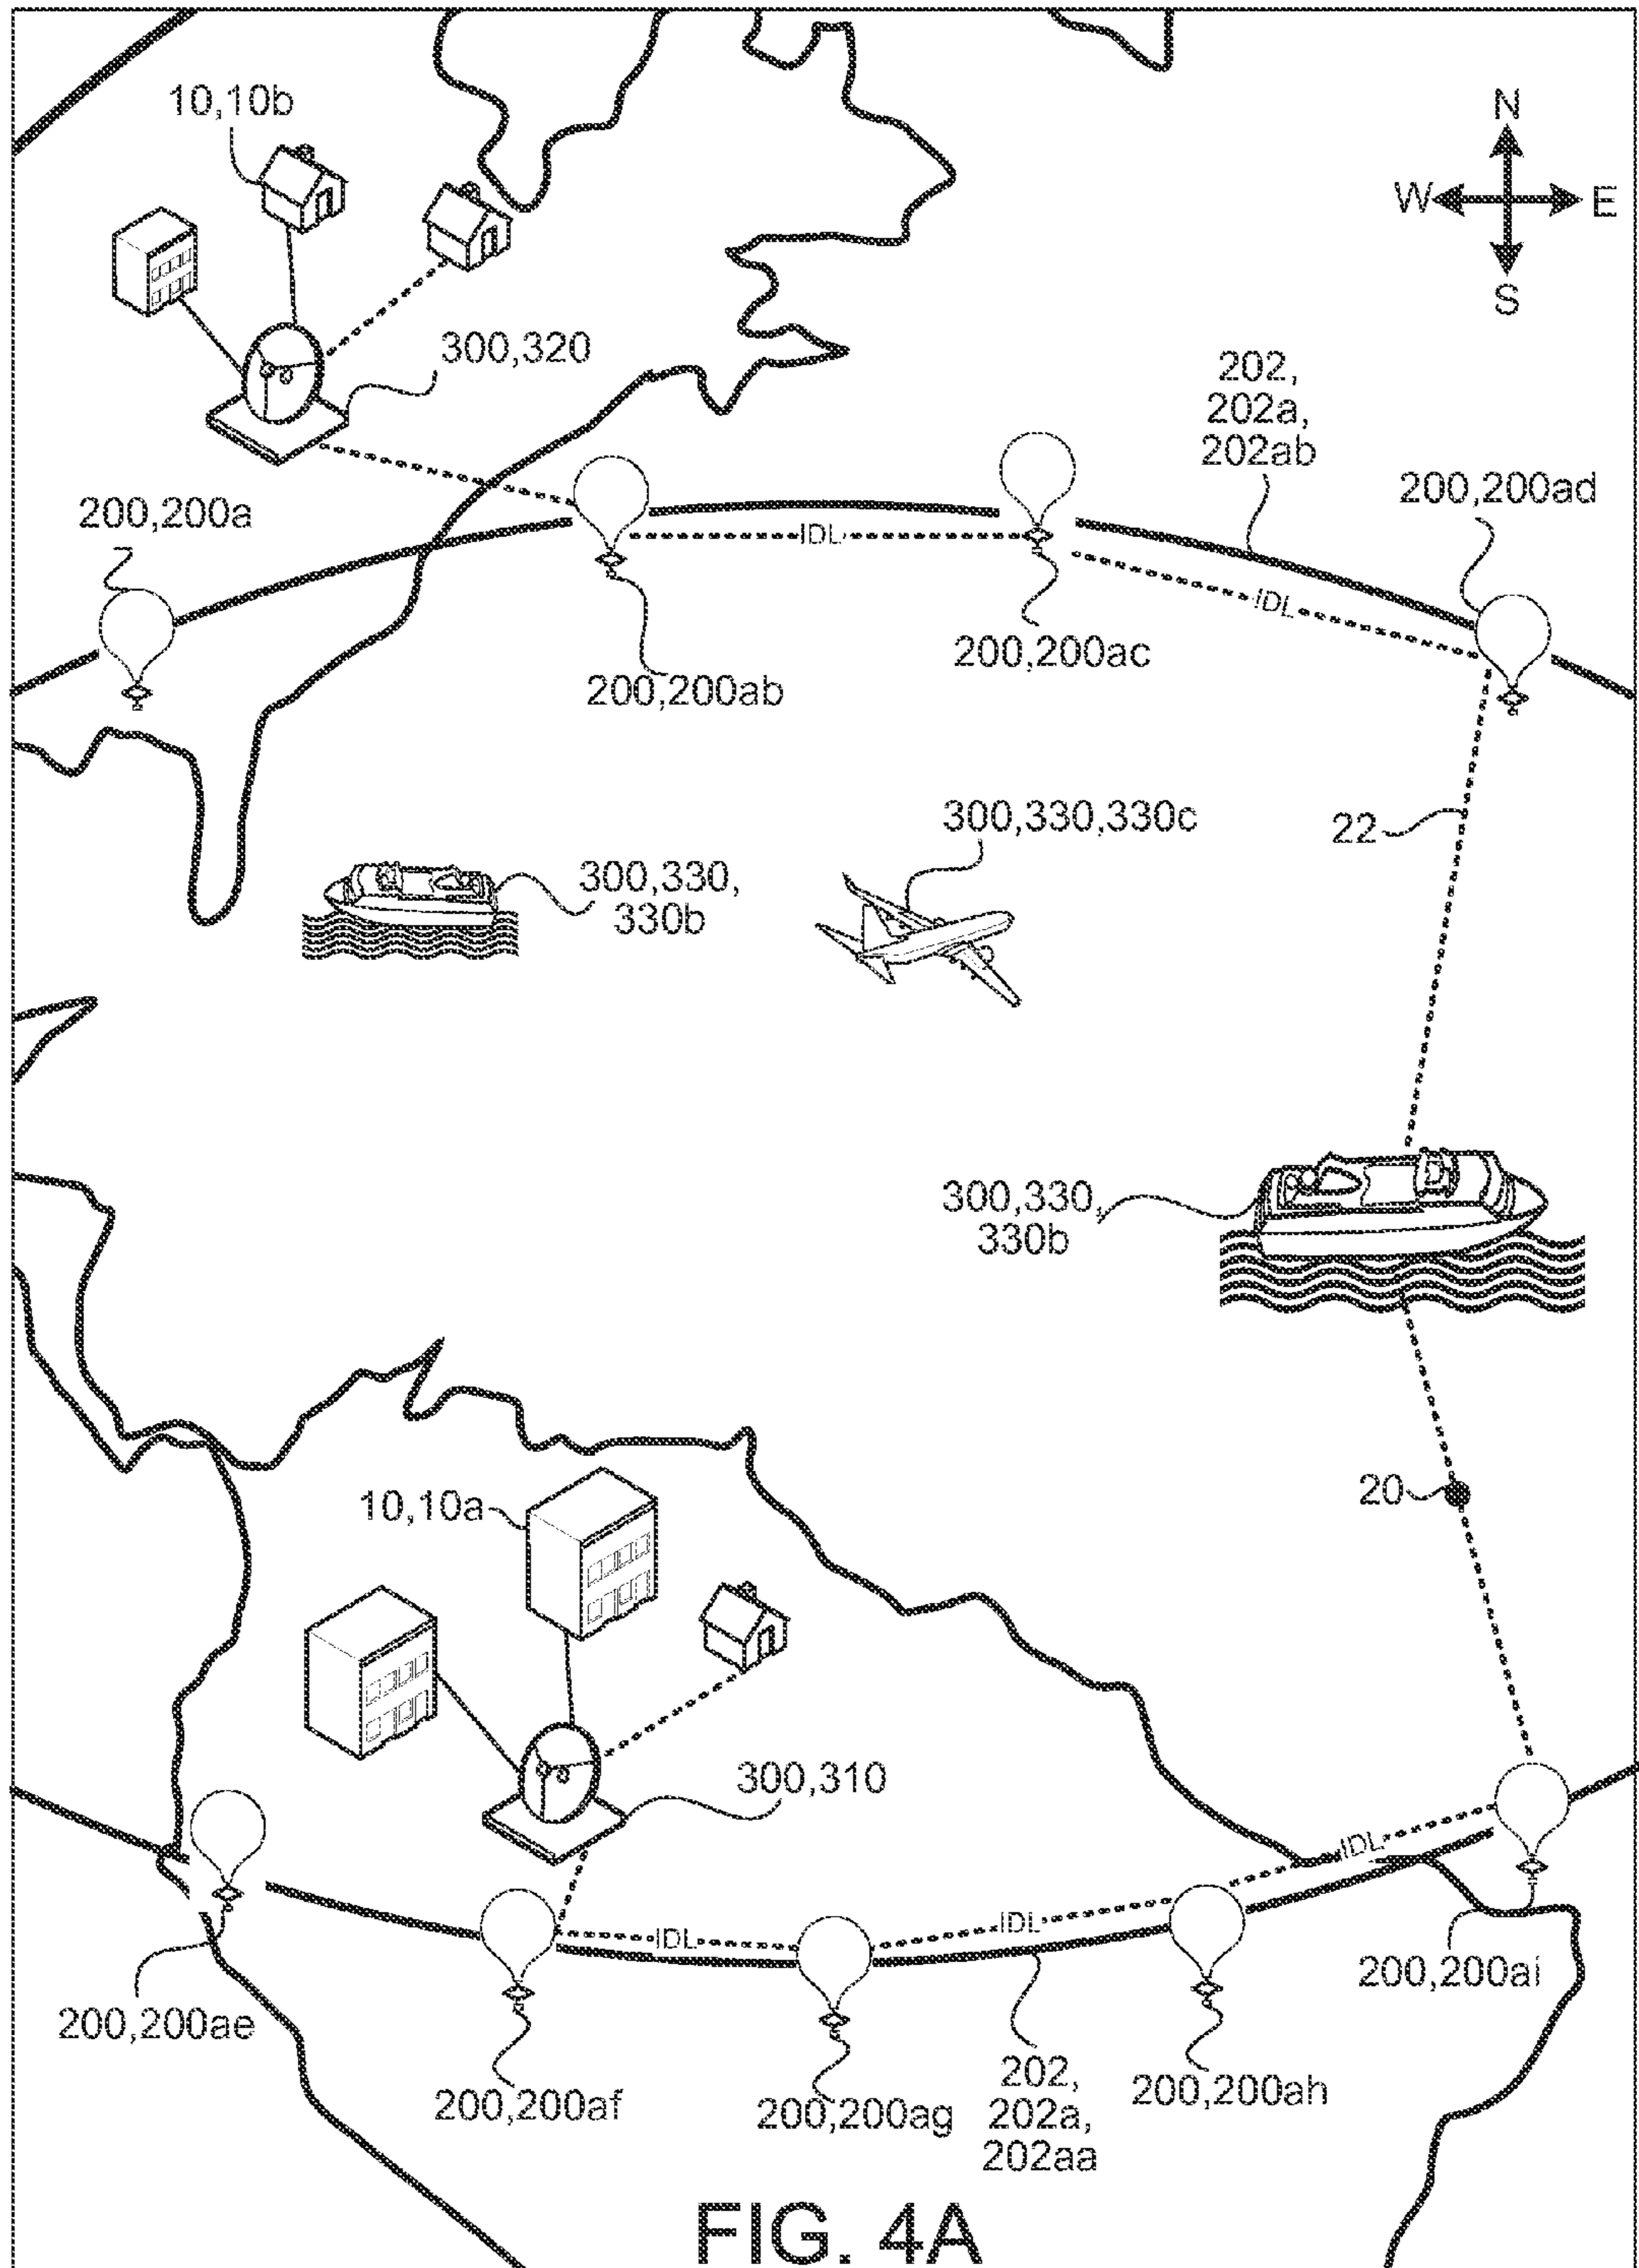 10,10b
N
W E
S
300,320
202,
202a,
202ab
200,200a
200,200ad
IDL
IDL
200,200ac
200,200ab
300,330,330c
22
300,330,
330b
300,330,
330b
20
10,10a
300,310
IDL
IDL
IDL
200,200ai
200,200ae
202,
202a,
202aa
200,200ah
200,200af
200,200ag
FIG. 4A